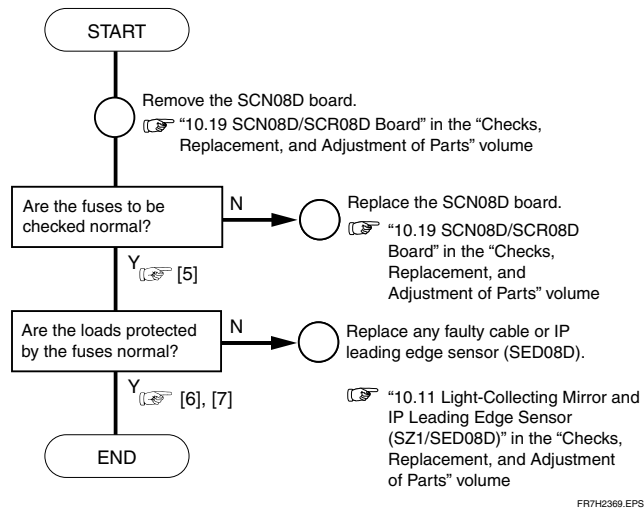 START
Remove the SCN08D board.
"10.19 SCN08D/SCR08D Board" in the "Checks,
Replacement, and Adjustment of Parts" volume
Are the fuses to be
checked normal?
N
Replace the SCN08D board.
"10.19 SCN08D/SCR08D
Board" in the "Checks,
Replacement, and
Adjustment of Parts" volume
Y
[5]
Are the loads protected
by the fuses normal?
N
Replace any faulty cable or IP
leading edge sensor (SED08D).
"10.11 Light-Collecting Mirror and
IP Leading Edge Sensor
(SZ1/SED08D)" in the "Checks,
Replacement, and Adjustment
of Parts" volume
Y
[6], [7]
END
FR7H2369.EPS